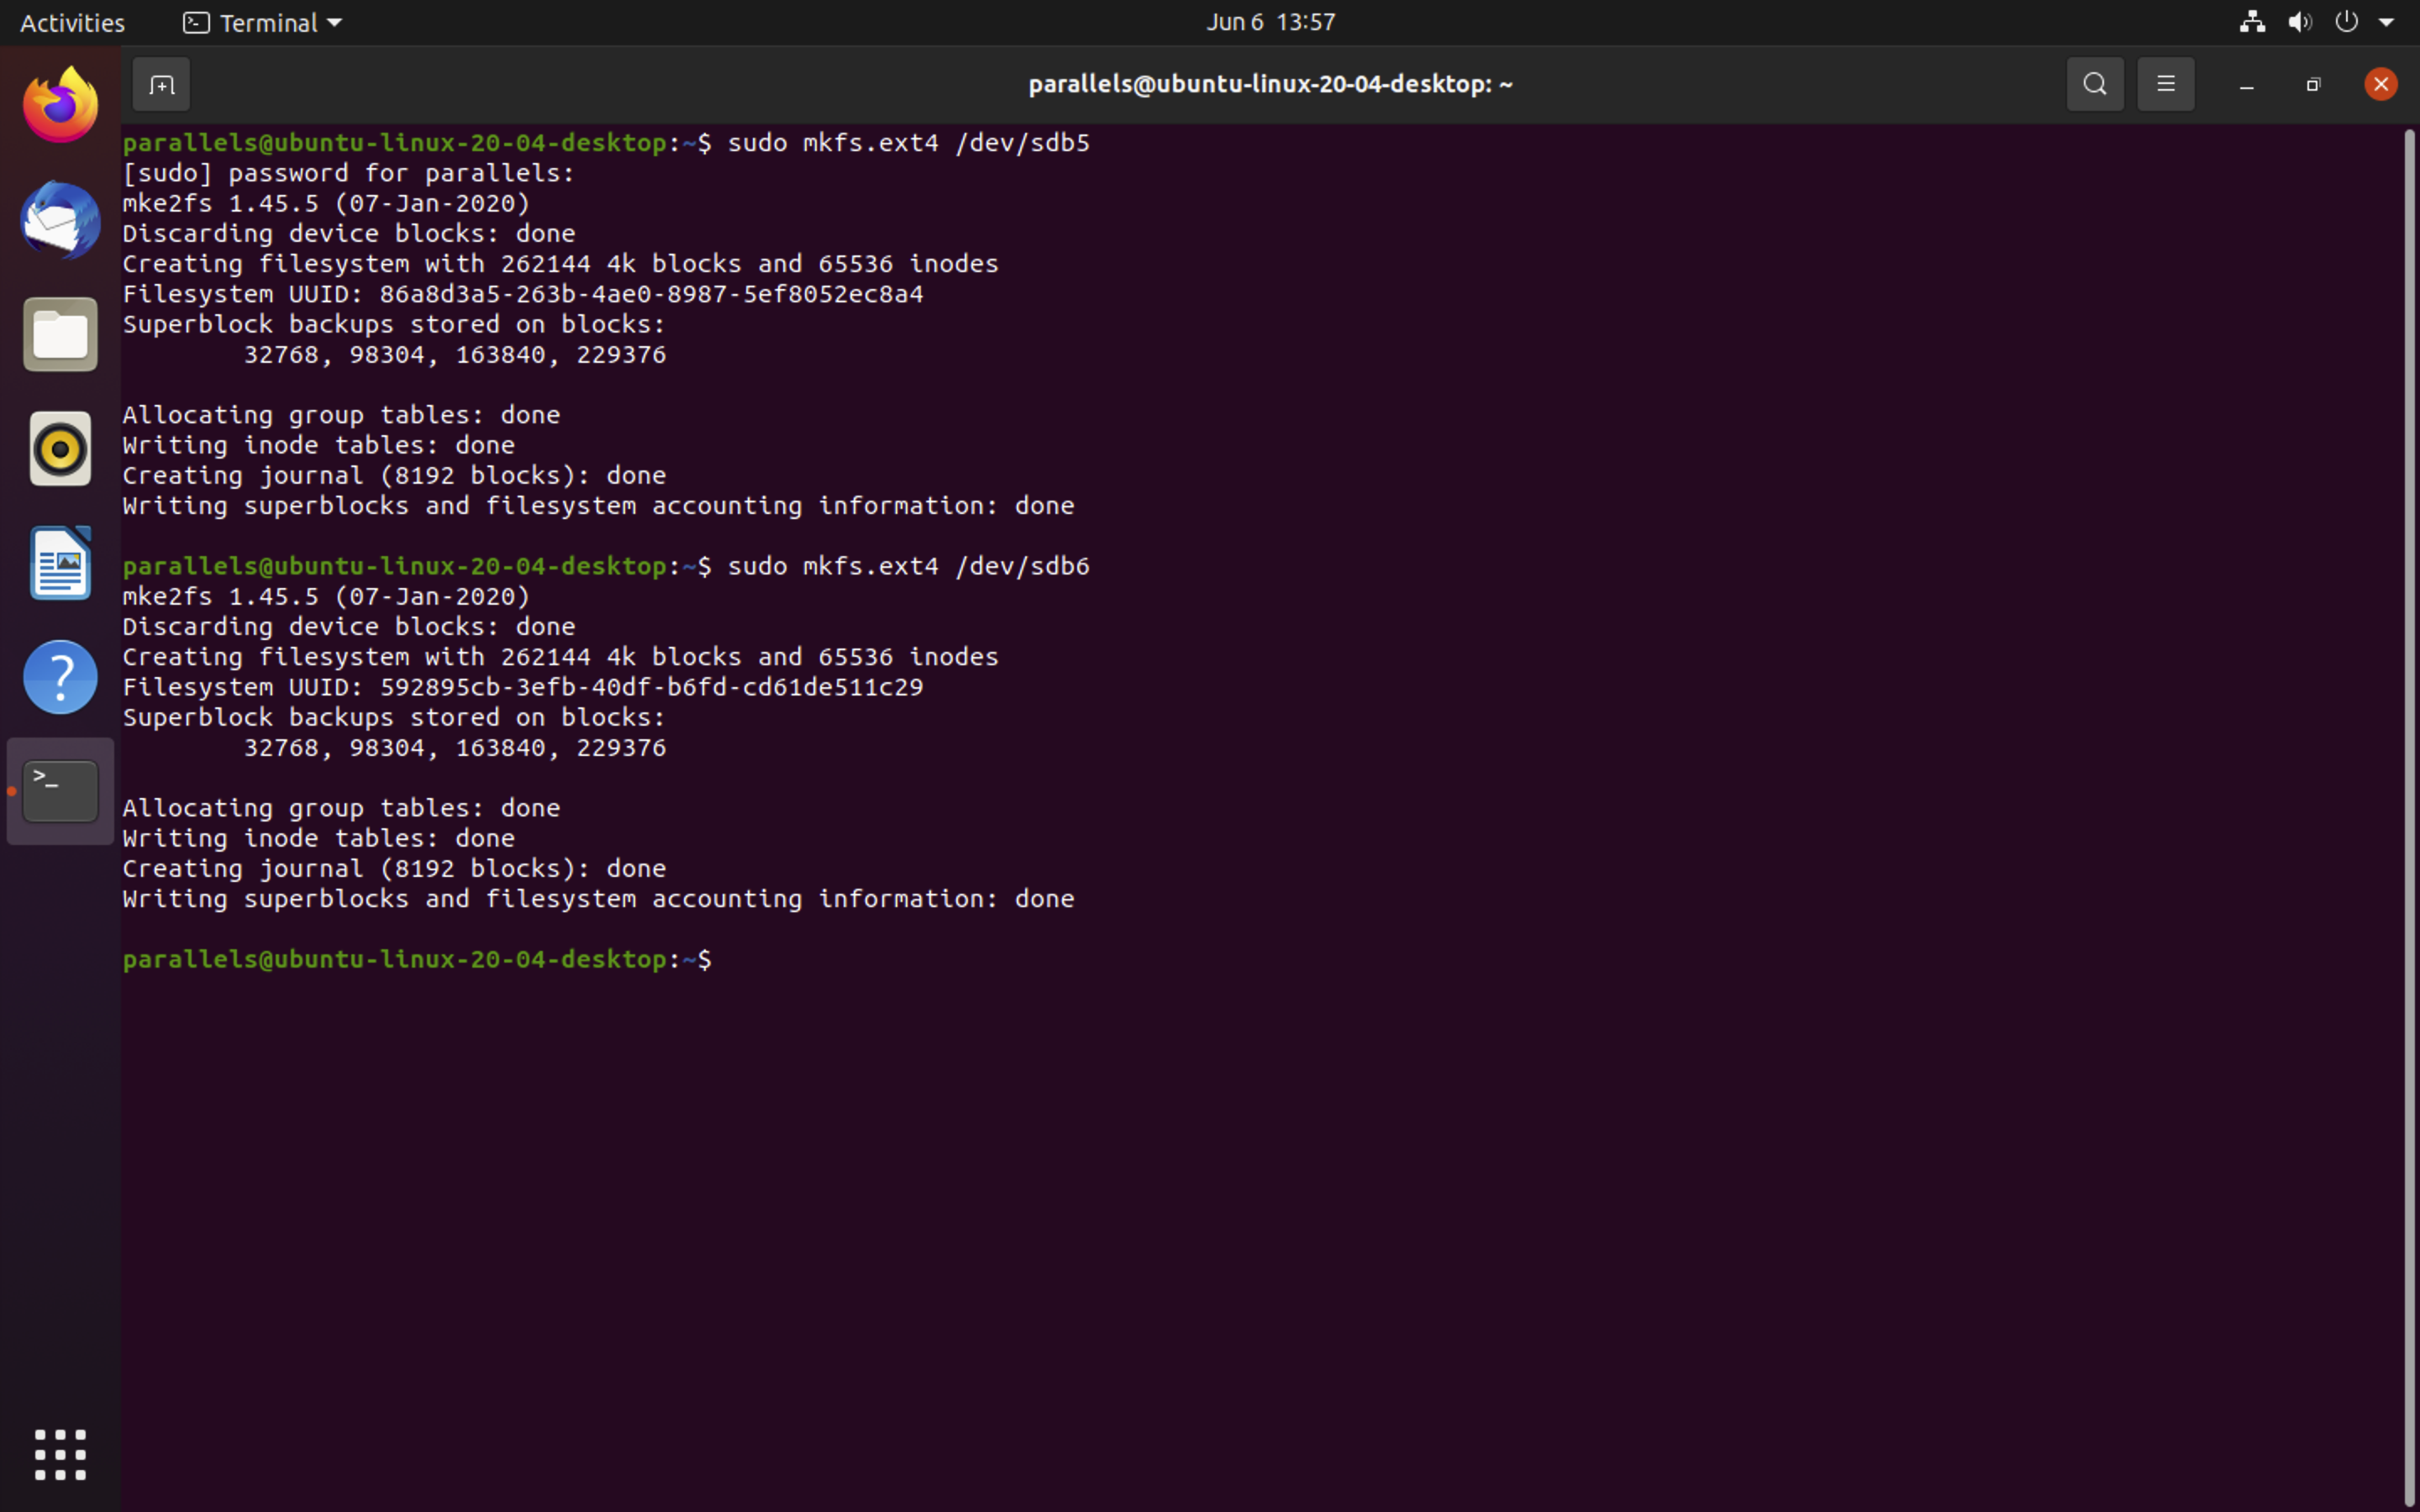 Activities
Terminal
Jun 6 13:57
parallels@ubuntu-linux-20-04-desktop: ~
parallels@ubuntu-linux-20-04-desktop:~$ sudo mkfs.ext4 /dev/sdb5
[sudo] password for parallels:
mke2fs 1.45.5 (07-Jan-2020)
Discarding device blocks: done
Creating filesystem with 262144 4k blocks and 65536 inodes
Filesystem UUID: 86a8d3a5-263b-4ae0-8987-5ef8052ec8a4
Superblock backups stored on blocks:
32768, 98304, 163840, 229376
Allocating group tables: done
Writing inode tables: done
Creating journal (8192 blocks): done
Writing superblocks and filesystem accounting information: done
parallels@ubuntu-linux-20-04-desktop:~$ sudo mkfs.ext4 /dev/sdb6
mke2fs 1.45.5 (07-Jan-2020)
Discarding device blocks: done
Creating filesystem with 262144 4k blocks and 65536 inodes
Filesystem UUID: 592895cb-3efb-40df-b6fd-cd61de511c29
Superblock backups stored on blocks:
32768, 98304, 163840, 229376
Allocating group tables: done
Writing inode tables: done
Creating journal (8192 blocks): done
Writing superblocks and filesystem accounting information: done
parallels@ubuntu-linux-20-04-desktop:~$